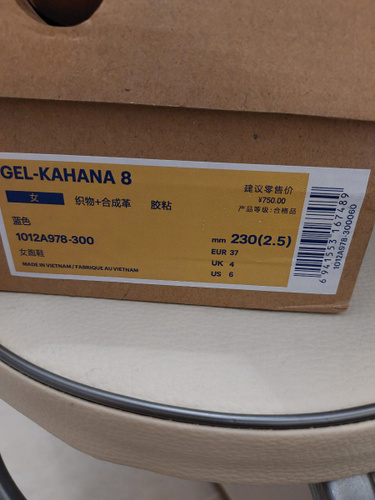 GEL-KAHANA 8
女 织物+合成革 胶粘
蓝色
1012A978-300
女跑鞋
MADE IN VIETNAM / FABRIQUE AU VIETNAM
建议零售价
¥750.00
产品等级:合格品
mm 230(2.5)
EUR 37
UK 4
US 6
6941553167489
1012A978-300060